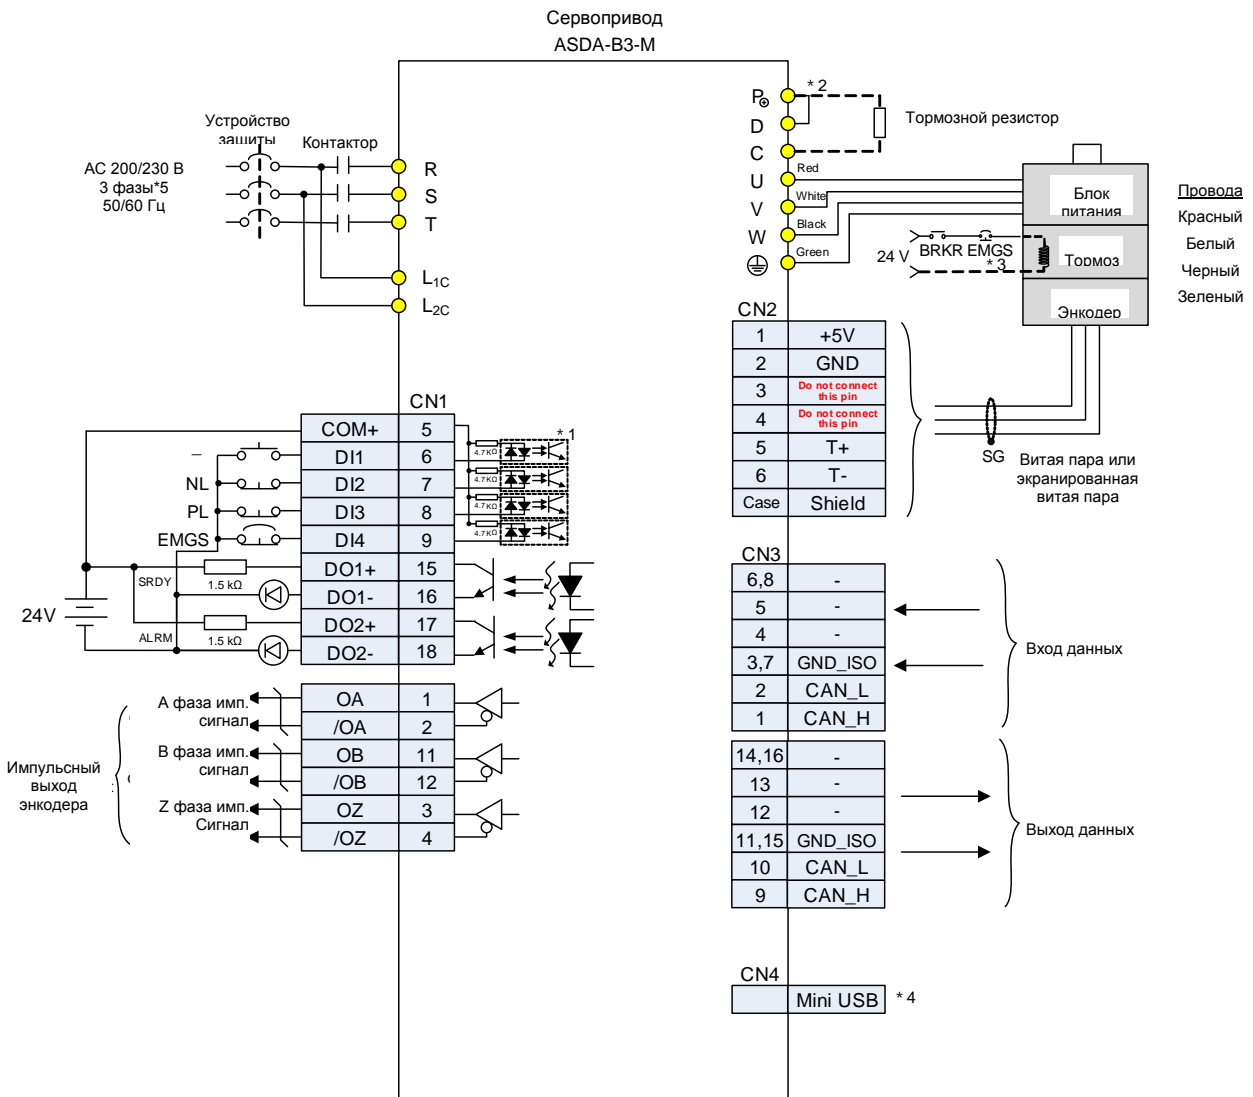 Сервопривод
ASDA-B3-M
Устройство
защиты
Контактор
AC 200/230 В
3 фазы*5
50/60 Гц
R
S
T
L1C
L2C
P⊕
D
C
U
V
W
* 2
Тормозной резистор
Red
White
Black
Green
24 V
BRKR EMGS
* 3
Блок
питания
Тормоз
Энкодер
Провода
Красный
Белый
Черный
Зеленый
CN2
1 +5V
2 GND
3 Do not connect
this pin
4 Do not connect
this pin
5 T+
6 T-
Case Shield
SG
Витая пара или
экранированная
витая пара
CN1
COM+ 5
– DI1 6
NL DI2 7
PL DI3 8
EMGS DI4 9
SRDY 1.5 kΩ DO1+ 15
DO1- 16
DO2+ 17
ALRM 1.5 kΩ DO2- 18
24V
* 1
4.7KΩ
4.7KΩ
4.7KΩ
4.7KΩ
А фаза имп.
сигнал
В фаза имп.
сигнал
Z фаза имп.
Сигнал
OA 1
/OA 2
OB 11
/OB 12
OZ 3
/OZ 4
Импульсный
выход
энкодера
CN3
6,8 -
5 -
4 -
3,7 GND_ISO
2 CAN_L
1 CAN_H
Вход данных
14,16 -
13 -
12 -
11,15 GND_ISO
10 CAN_L
9 CAN_H
Выход данных
CN4
Mini USB
* 4